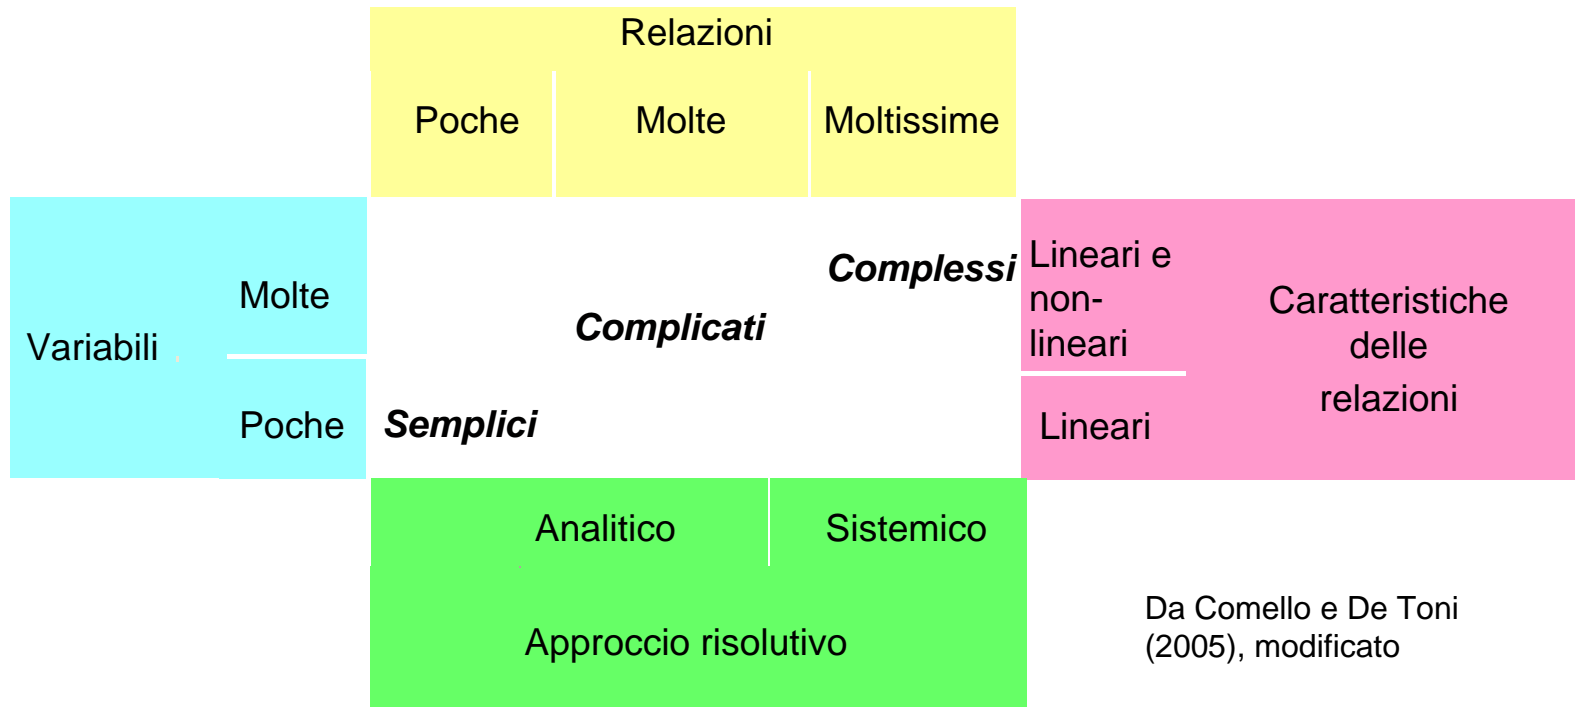 Relazioni
Poche Molte Moltissime
Variabili
Molte
Poche
Complessi
Complicati
Semplici
Lineari e
non-
lineari
Lineari
Caratteristiche
delle
relazioni
Analitico Sistemico
Approccio risolutivo
Da Comello e De Toni
(2005), modificato